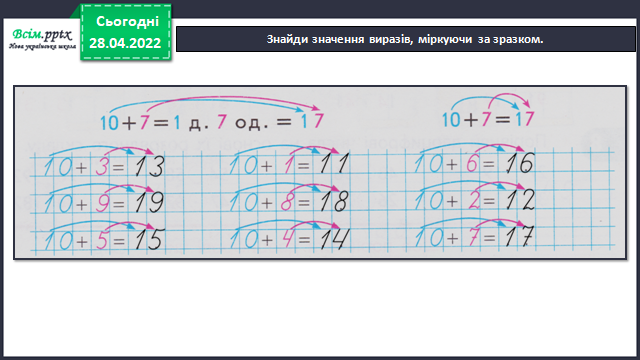 Всім.pptx
Нова українська школа
Сьогодні
28.04.2022
Знайди значення виразів, міркуючи за зразком.
10+7=1 д. 7 од. = 17
10+7=17
10+3=13 10+1=11 10+6=16
10+9=19 10+8=18 10+2=12
10+5=15 10+4=14 10+7=17